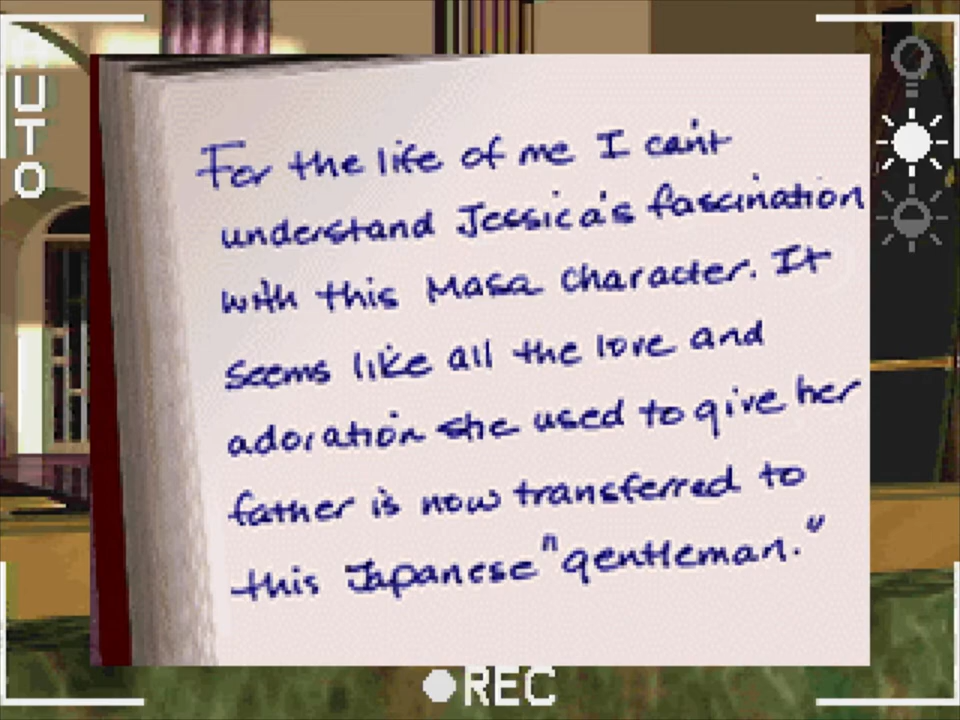 AUTO
For the life of me I can't
understand Jessica's fascination
with this Masa character. It
seems like all the love and
adoration she used to give her
father is now transferred to
this Japanese "gentleman."
REC